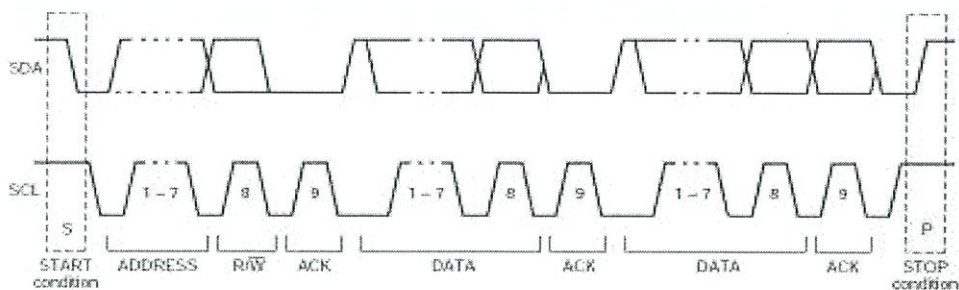 SDA
SCL
1 – 7 8 9 1 – 7 8 9 1 – 7 8 9
S P
START condition ADDRESS R/W̅ ACK DATA ACK DATA ACK STOP condition